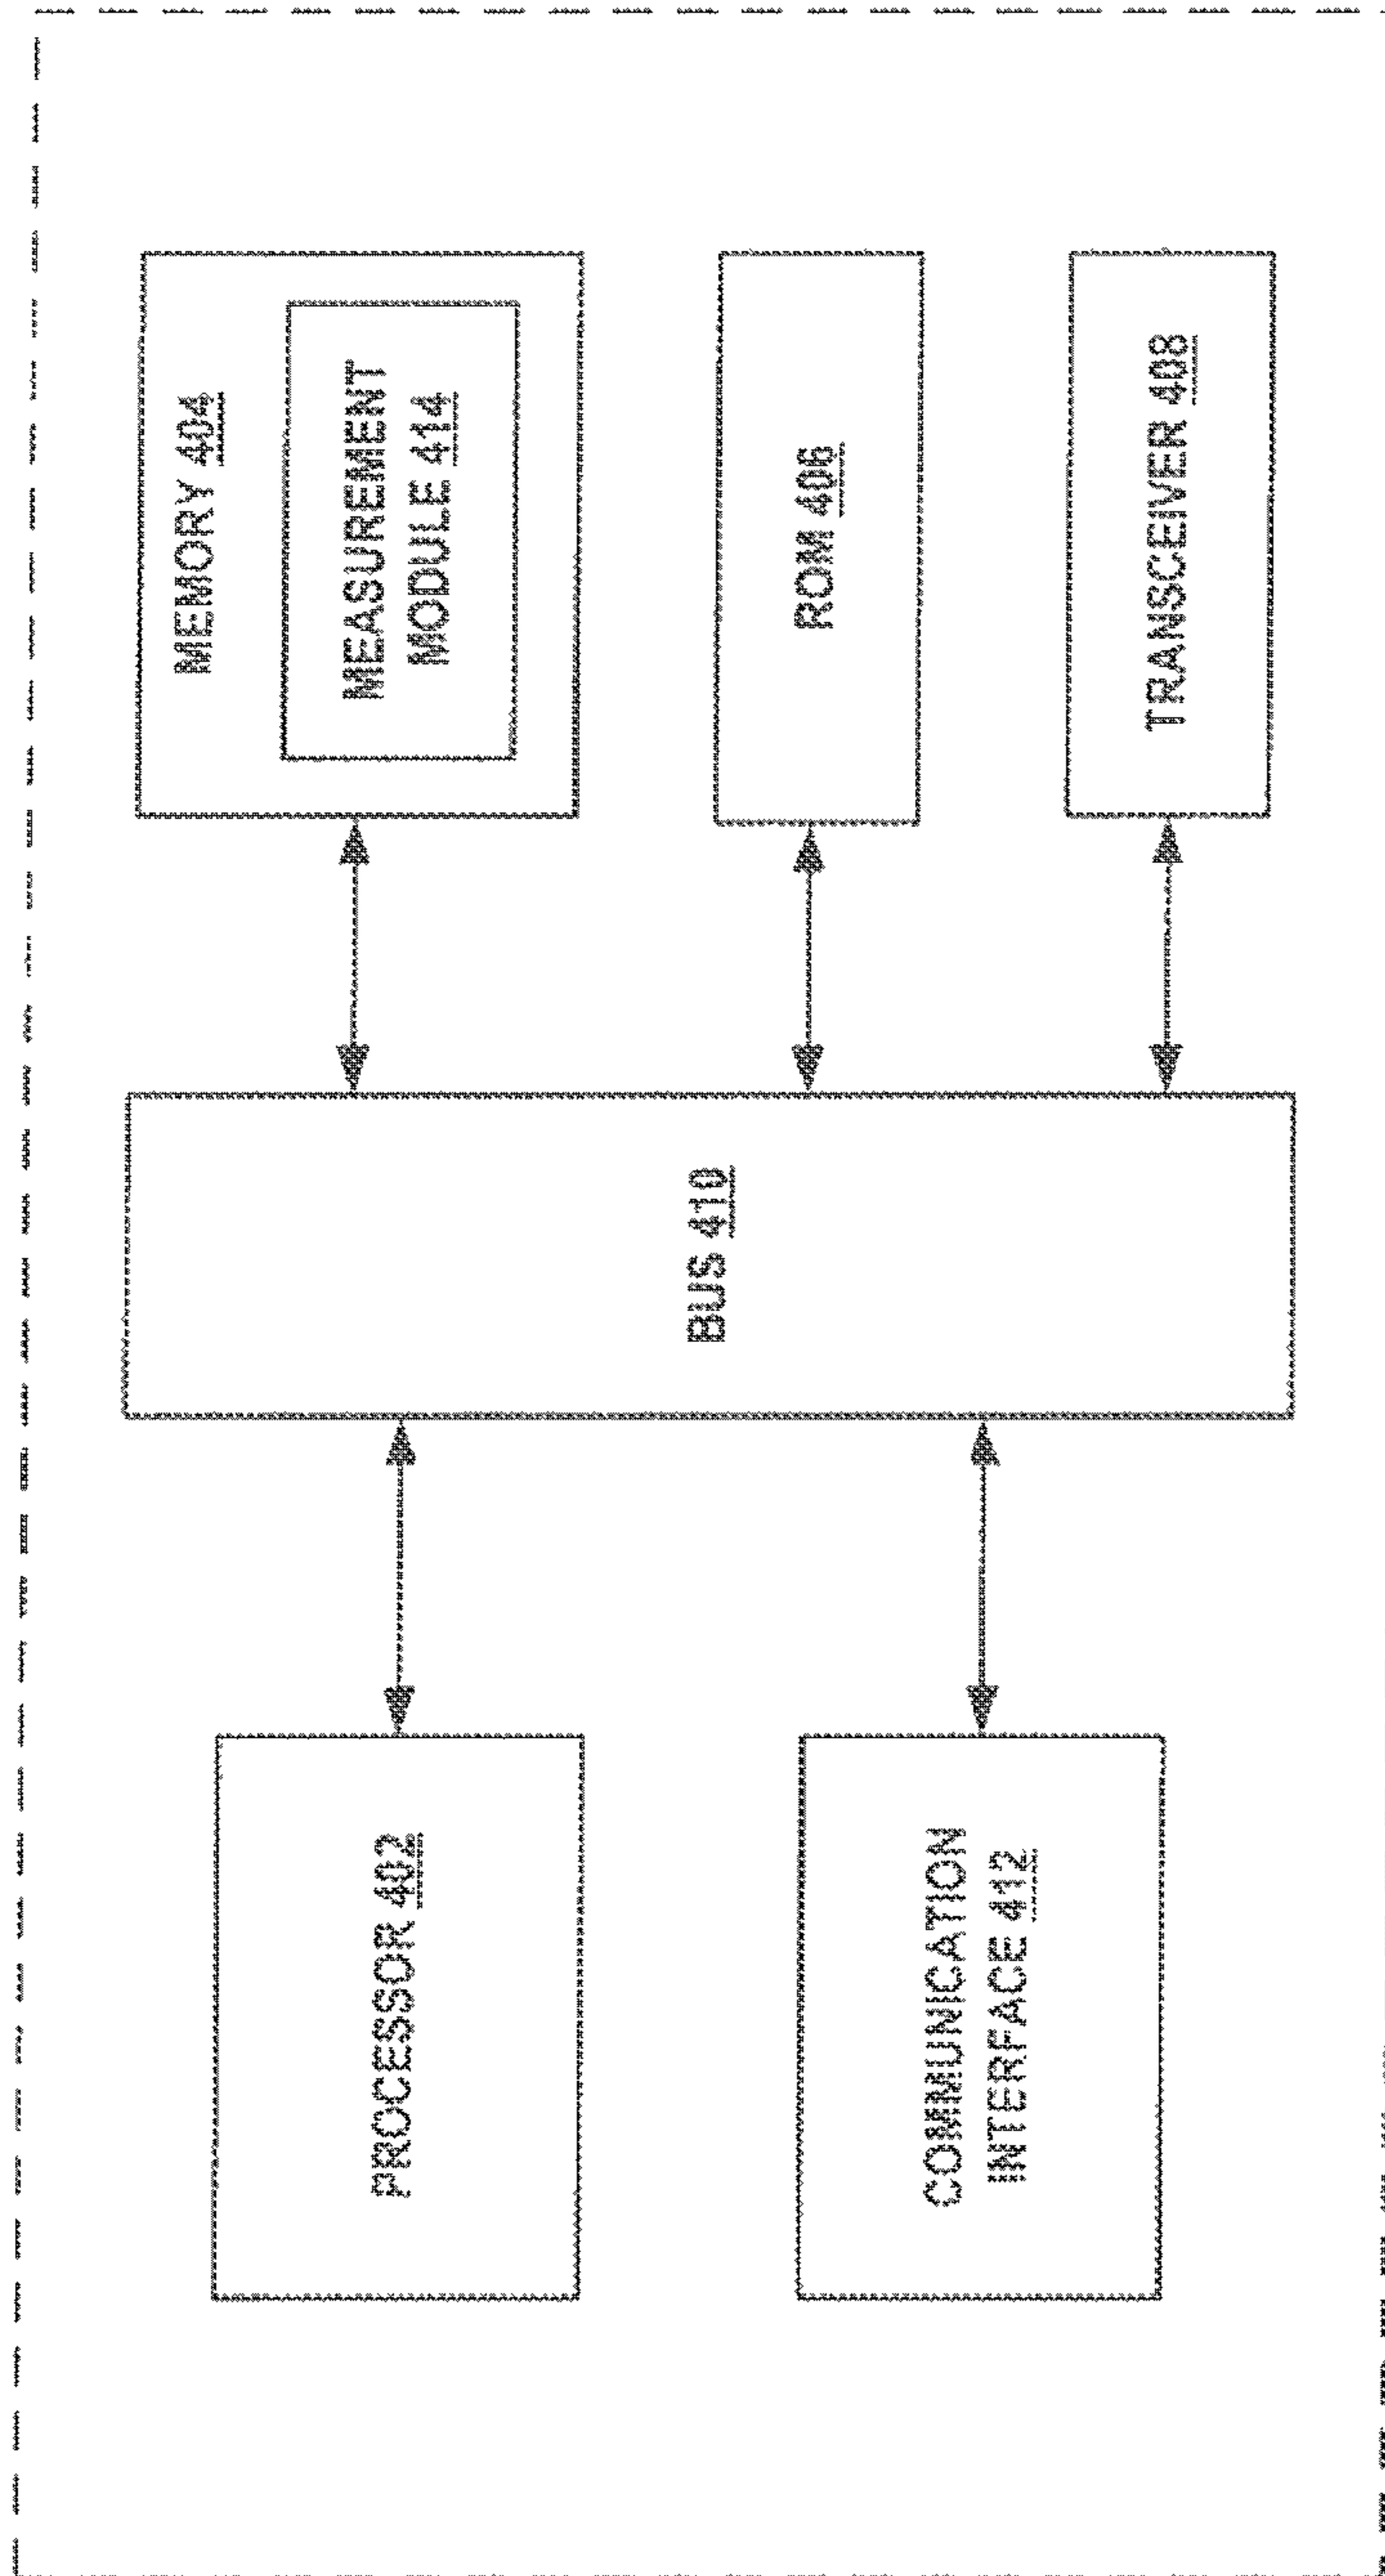 PROCESSOR 402
COMMUNICATION
INTERFACE 412
BUS 410
MEMORY 404
MEASUREMENT
MODULE 414
ROM 406
TRANSCEIVER 408